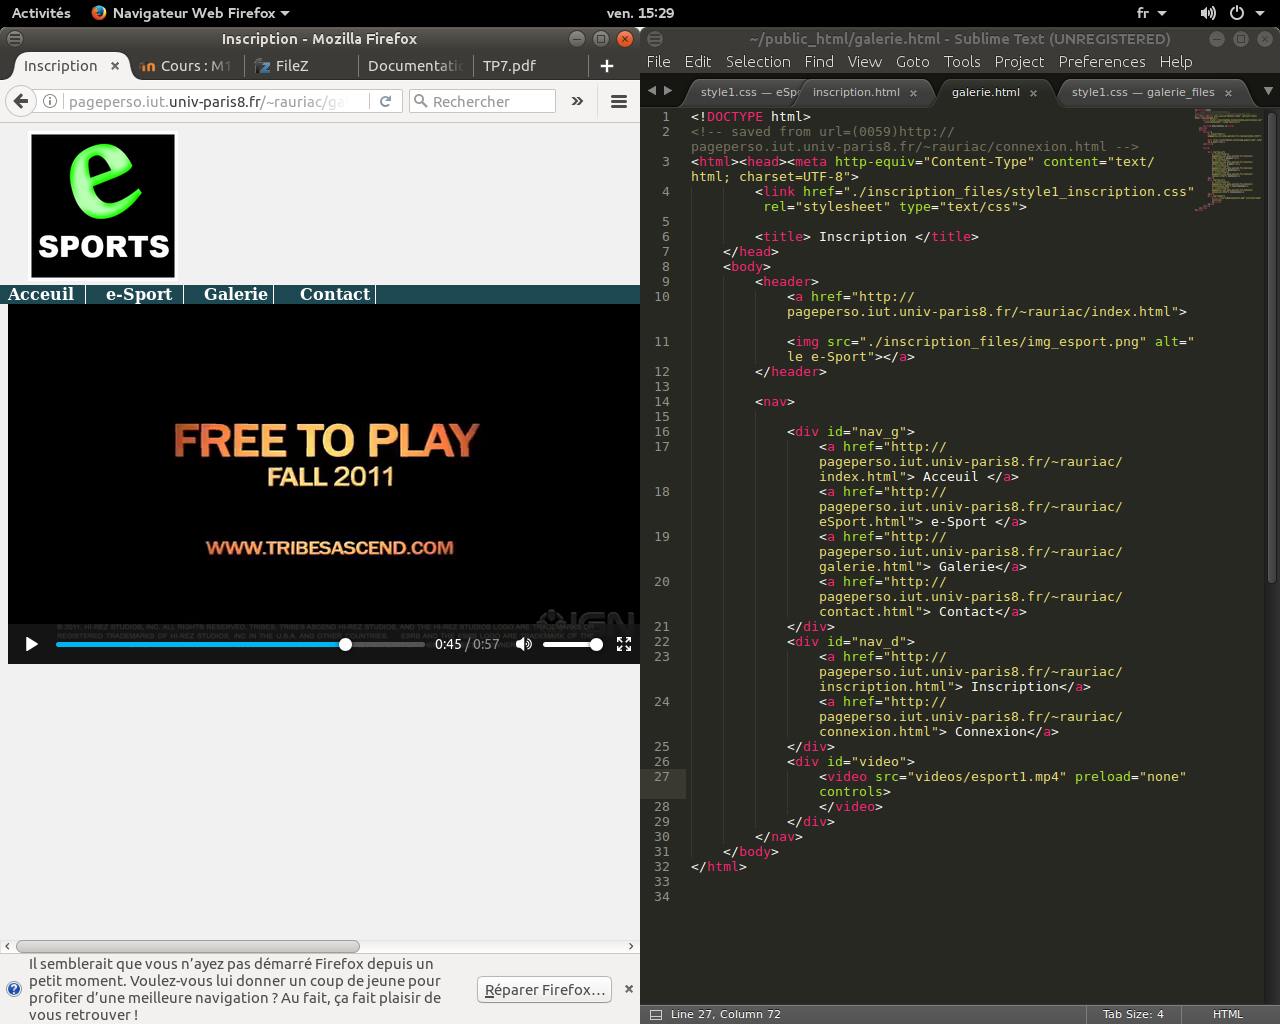 Activités
Navigateur Web Firefox
ven. 15:29
fr
Inscription - Mozilla Firefox
Inscription
Cours : M1
FileZ
Documentatio
TP7.pdf
pageperso.iut.univ-paris8.fr/~rauriac/ga
Rechercher
e
SPORTS
Acceuil
e-Sport
Galerie
Contact
FREE TO PLAY
FALL 2011
WWW.TRIBESASCEND.COM
IGN
0:45 / 0:57
Il semblerait que vous n’ayez pas démarré Firefox depuis un
petit moment. Voulez-vous lui donner un coup de jeune pour
profiter d’une meilleure navigation ? Au fait, ça fait plaisir de
vous retrouver !
Réparer Firefox…
~/public_html/galerie.html - Sublime Text (UNREGISTERED)
File Edit Selection Find View Goto Tools Project Preferences Help
style1.css — eSpo
inscription.html
galerie.html
style1.css — galerie_files
1 <!DOCTYPE html>
2 <!-- saved from url=(0059)http://
pageperso.iut.univ-paris8.fr/~rauriac/connexion.html -->
3 <html><head><meta http-equiv="Content-Type" content="text/
html; charset=UTF-8">
4 <link href="./inscription_files/style1_inscription.css"
rel="stylesheet" type="text/css">
5
6 <title> Inscription </title>
7 </head>
8 <body>
9 <header>
10 <a href="http://
pageperso.iut.univ-paris8.fr/~rauriac/index.html">
11 <img src="./inscription_files/img_esport.png" alt="
le e-Sport"></a>
12 </header>
13
14 <nav>
15
16 <div id="nav_g">
17 <a href="http://
pageperso.iut.univ-paris8.fr/~rauriac/
index.html"> Acceuil </a>
18 <a href="http://
pageperso.iut.univ-paris8.fr/~rauriac/
eSport.html"> e-Sport </a>
19 <a href="http://
pageperso.iut.univ-paris8.fr/~rauriac/
galerie.html"> Galerie</a>
20 <a href="http://
pageperso.iut.univ-paris8.fr/~rauriac/
contact.html"> Contact</a>
21 </div>
22 <div id="nav_d">
23 <a href="http://
pageperso.iut.univ-paris8.fr/~rauriac/
inscription.html"> Inscription</a>
24 <a href="http://
pageperso.iut.univ-paris8.fr/~rauriac/
connexion.html"> Connexion</a>
25 </div>
26 <div id="video">
27 <video src="videos/esport1.mp4" preload="none"
controls>
28 </video>
29 </div>
30 </nav>
31 </body>
32 </html>
33
34
Line 27, Column 72
Tab Size: 4
HTML